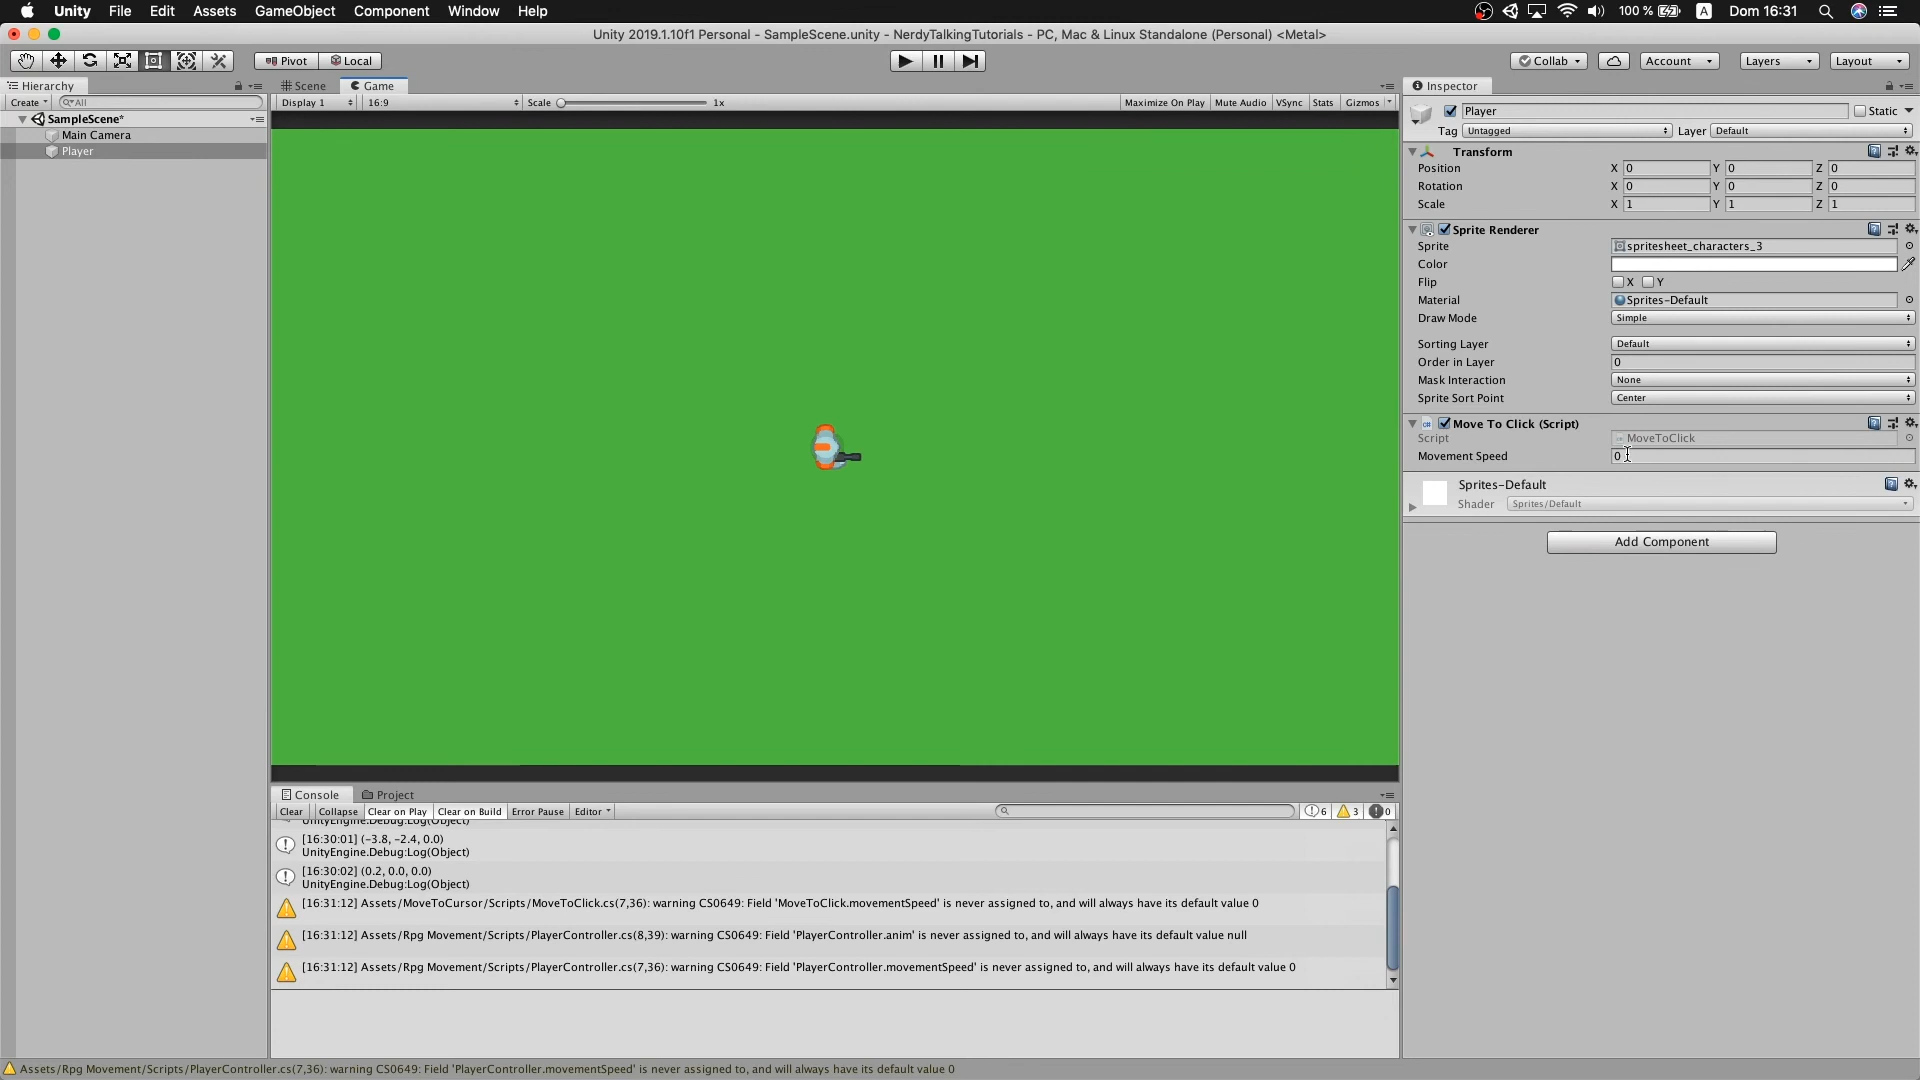 Unity File Edit Assets GameObject Component Window Help 100 % A Dom 16:31
Unity 2019.1.10f1 Personal - SampleScene.unity - NerdyTalkingTutorials - PC, Mac & Linux Standalone (Personal) <Metal>
Pivot Local Collab Account Layers Layout
Hierarchy
Create All
SampleScene*
Main Camera
Player
Scene Game
Display 1 16:9 Scale 1x Maximize On Play Mute Audio VSync Stats Gizmos
Console Project
Clear Collapse Clear on Play Clear on Build Error Pause Editor 6 3 0
UnityEngine.Debug:Log(Object)
[16:30:01] (-3.8, -2.4, 0.0)
UnityEngine.Debug:Log(Object)
[16:30:02] (0.2, 0.0, 0.0)
UnityEngine.Debug:Log(Object)
[16:31:12] Assets/MoveToCursor/Scripts/MoveToClick.cs(7,36): warning CS0649: Field 'MoveToClick.movementSpeed' is never assigned to, and will always have its default value 0
[16:31:12] Assets/Rpg Movement/Scripts/PlayerController.cs(8,39): warning CS0649: Field 'PlayerController.anim' is never assigned to, and will always have its default value null
[16:31:12] Assets/Rpg Movement/Scripts/PlayerController.cs(7,36): warning CS0649: Field 'PlayerController.movementSpeed' is never assigned to, and will always have its default value 0
Inspector
Player Static
Tag Untagged Layer Default
Transform
Position X 0 Y 0 Z 0
Rotation X 0 Y 0 Z 0
Scale X 1 Y 1 Z 1
Sprite Renderer
Sprite spritesheet_characters_3
Color
Flip X Y
Material Sprites-Default
Draw Mode Simple
Sorting Layer Default
Order in Layer 0
Mask Interaction None
Sprite Sort Point Center
Move To Click (Script)
Script MoveToClick
Movement Speed 0
Sprites-Default
Shader Sprites/Default
Add Component
Assets/Rpg Movement/Scripts/PlayerController.cs(7,36): warning CS0649: Field 'PlayerController.movementSpeed' is never assigned to, and will always have its default value 0